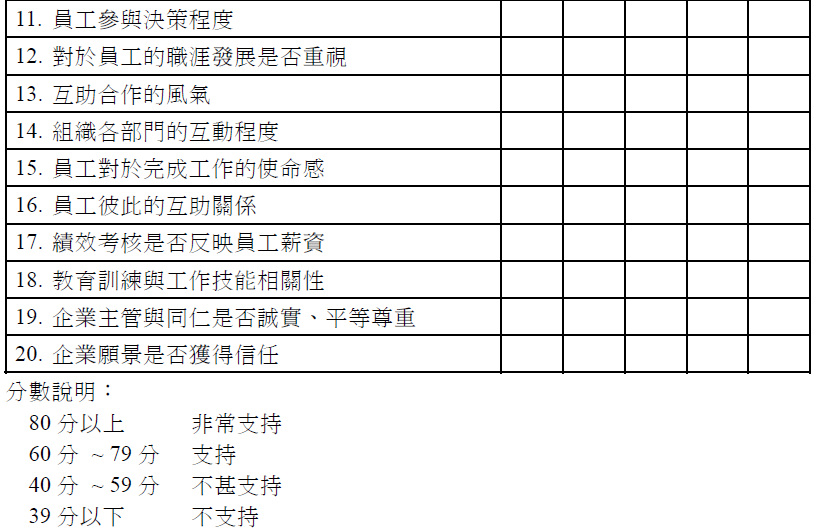 11. 員工參與決策程度
12. 對於員工的職涯發展是否重視
13. 互助合作的風氣
14. 組織各部門的互動程度
15. 員工對於完成工作的使命感
16. 員工彼此的互助關係
17. 績效考核是否反映員工薪資
18. 教育訓練與工作技能相關性
19. 企業主管與同仁是否誠實、平等尊重
20. 企業願景是否獲得信任
分數說明：
80 分以上 非常支持
60 分 ~ 79 分 支持
40 分 ~ 59 分 不甚支持
39 分以下 不支持